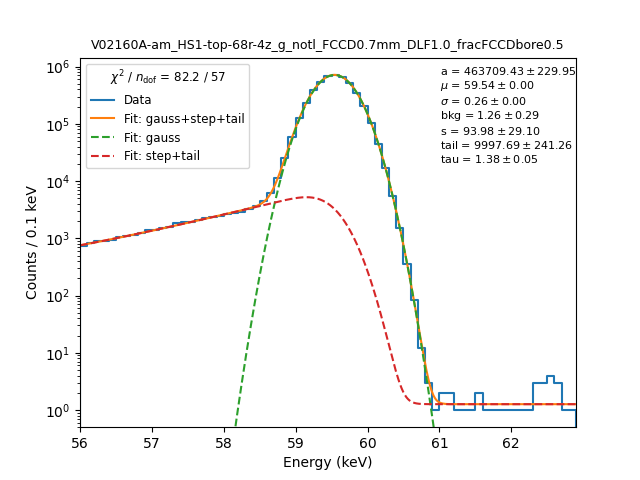 V02160A-am_HS1-top-68r-4z_g_notl_FCCD0.7mm_DLF1.0_fracFCCDbore0.5
χ² / n_dof = 82.2 / 57
Data
Fit: gauss+step+tail
Fit: gauss
Fit: step+tail
a = 463709.43 ± 229.95
μ = 59.54 ± 0.00
σ = 0.26 ± 0.00
bkg = 1.26 ± 0.29
s = 93.98 ± 29.10
tail = 9997.69 ± 241.26
tau = 1.38 ± 0.05
Counts / 0.1 keV
10⁶
10⁵
10⁴
10³
10²
10¹
10⁰
56 57 58 59 60 61 62
Energy (keV)